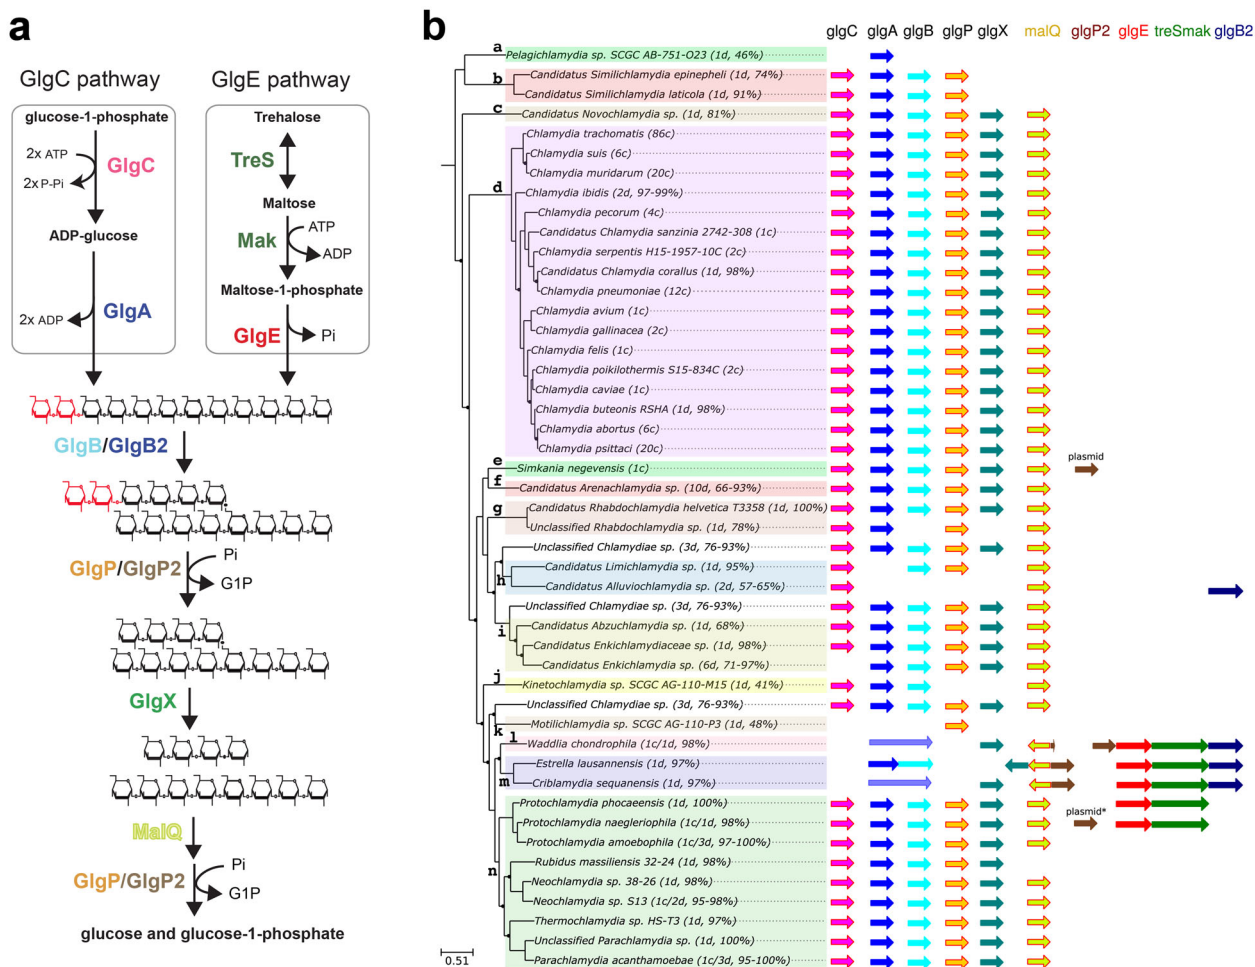 a
GlgC pathway
GlgE pathway
glucose-1-phosphate
2x ATP
GlgC
2x P-Pi
ADP-glucose
2x ADP
GlgA
Trehalose
TreS
Maltose
Mak
ATP
ADP
Maltose-1-phosphate
GlgE
Pi
GlgB/GlgB2
GlgP/GlgP2
Pi
G1P
GlgX
MalQ
GlgP/GlgP2
Pi
G1P
glucose and glucose-1-phosphate
b
glgC glgA glgB glgP glgX malQ glgP2 glgE treSmak glgB2
a
Pelagichlamydia sp. SCGC AB-751-O23 (1d, 46%)
b
Candidatus Similichlamydia epinepheli (1d, 74%)
Candidatus Similichlamydia laticola (1d, 91%)
c
Candidatus Novochlamydia sp. (1d, 81%)
d
Chlamydia trachomatis (86c)
Chlamydia suis (6c)
Chlamydia muridarum (20c)
Chlamydia ibidis (2d, 97-99%)
Chlamydia pecorum (4c)
Candidatus Chlamydia sanzinia 2742-308 (1c)
Chlamydia serpentis H15-1957-10C (2c)
Candidatus Chlamydia corallus (1d, 98%)
Chlamydia pneumoniae (12c)
Chlamydia avium (1c)
Chlamydia gallinacea (2c)
Chlamydia felis (1c)
Chlamydia poikilothermis S15-834C (2c)
Chlamydia caviae (1c)
Chlamydia buteonis RSHA (1d, 98%)
Chlamydia abortus (6c)
Chlamydia psittaci (20c)
e
Simkania negevensis (1c)
plasmid
f
Candidatus Arenachlamydia sp. (10d, 66-93%)
g
Candidatus Rhabdochlamydia helvetica T3358 (1d, 100%)
Unclassified Rhabdochlamydia sp. (1d, 78%)
Unclassified Chlamydiae sp. (3d, 76-93%)
h
Candidatus Limichlamydia sp. (1d, 95%)
Candidatus Alluviochlamydia sp. (2d, 57-65%)
Unclassified Chlamydiae sp. (3d, 76-93%)
i
Candidatus Abzuchlamydia sp. (1d, 68%)
Candidatus Enkichlamydiaceae sp. (1d, 98%)
Candidatus Enkichlamydia sp. (6d, 71-97%)
j
Kinetochlamydia sp. SCGC AG-110-M15 (1d, 41%)
Unclassified Chlamydiae sp. (3d, 76-93%)
k
Motilichlamydia sp. SCGC AG-110-P3 (1d, 48%)
l
Waddlia chondrophila (1c/1d, 98%)
m
Estrella lausannensis (1d, 97%)
Criblamydia sequanensis (1d, 97%)
n
Protochlamydia phocaeensis (1d, 100%)
Protochlamydia naegleriophila (1c/1d, 98%)
plasmid*
Protochlamydia amoebophila (1c/3d, 97-100%)
Rubidus massiliensis 32-24 (1d, 98%)
Neochlamydia sp. 38-26 (1d, 98%)
Neochlamydia sp. S13 (1c/2d, 95-98%)
Thermochlamydia sp. HS-T3 (1d, 97%)
Unclassified Parachlamydia sp. (1d, 100%)
Parachlamydia acanthamoebae (1c/3d, 95-100%)
0.51